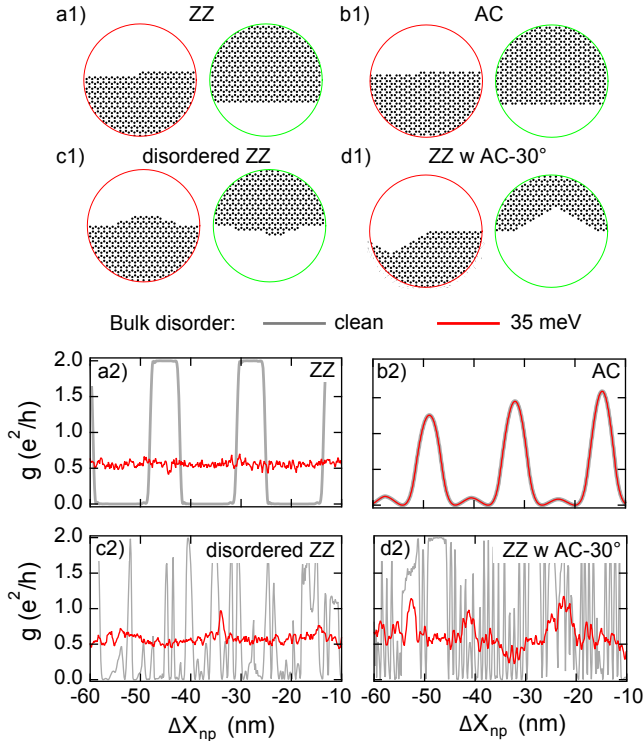 a1) ZZ b1) AC
c1) disordered ZZ d1) ZZ w AC-30°
Bulk disorder: clean 35 meV
a2) ZZ
b2) AC
2.0
1.5
1.0
0.5
0.0
g (e²/h)
c2) disordered ZZ
d2) ZZ w AC-30°
2.0
1.5
1.0
0.5
0.0
g (e²/h)
-60 -50 -40 -30 -20 -10
-60 -50 -40 -30 -20 -10
ΔX_np (nm)
ΔX_np (nm)